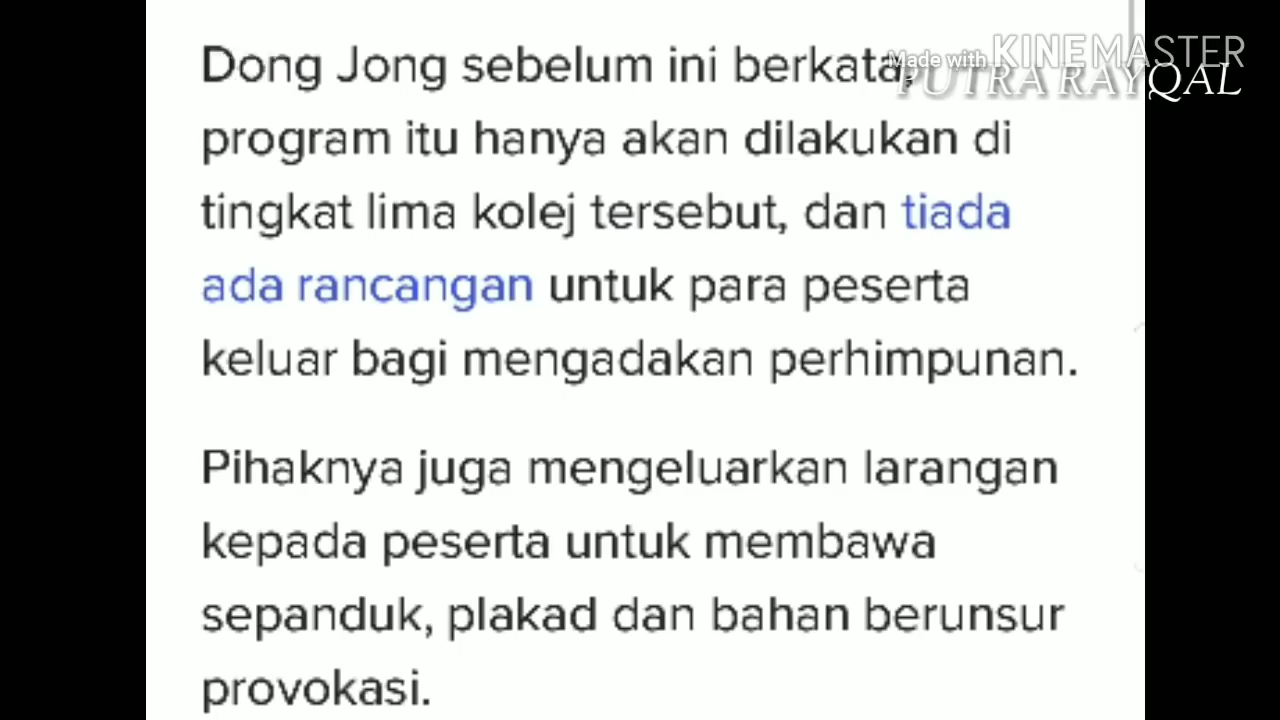 Dong Jong sebelum ini berkata,
Made with KINEMASTER
PUTRA RAYQAL
program itu hanya akan dilakukan di
tingkat lima kolej tersebut, dan tiada
ada rancangan untuk para peserta
keluar bagi mengadakan perhimpunan.
Pihaknya juga mengeluarkan larangan
kepada peserta untuk membawa
sepanduk, plakad dan bahan berunsur
provokasi.